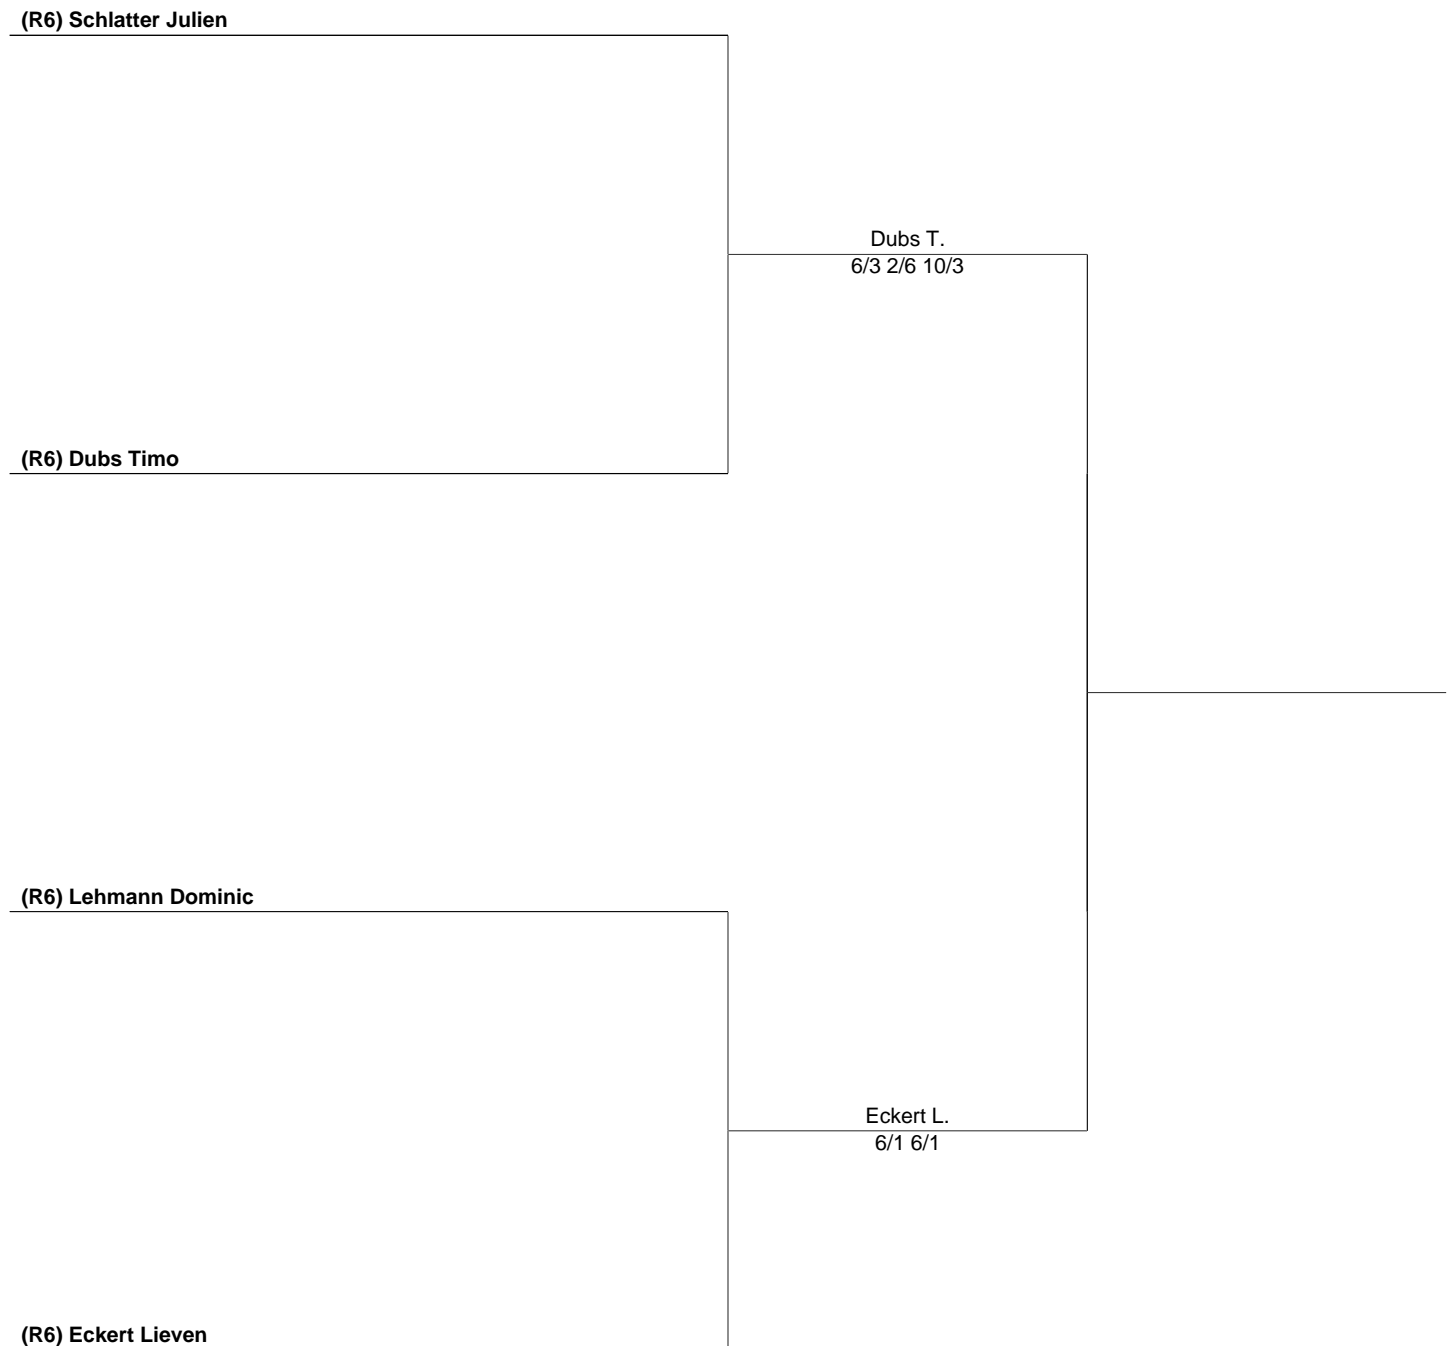 (R6) Schlatter Julien
Dubs T.
6/3 2/6 10/3
(R6) Dubs Timo
(R6) Lehmann Dominic
Eckert L.
6/1 6/1
(R6) Eckert Lieven